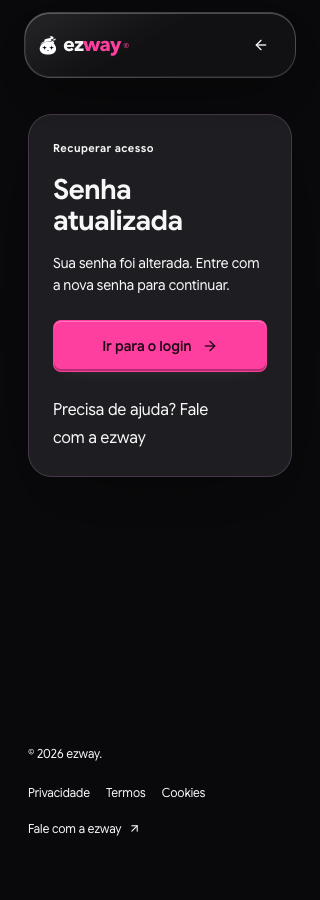 ezway®
Recuperar acesso
Senha
atualizada
Sua senha foi alterada. Entre com
a nova senha para continuar.
Ir para o login
Precisa de ajuda? Fale
com a ezway
© 2026 ezway.
Privacidade Termos Cookies
Fale com a ezway